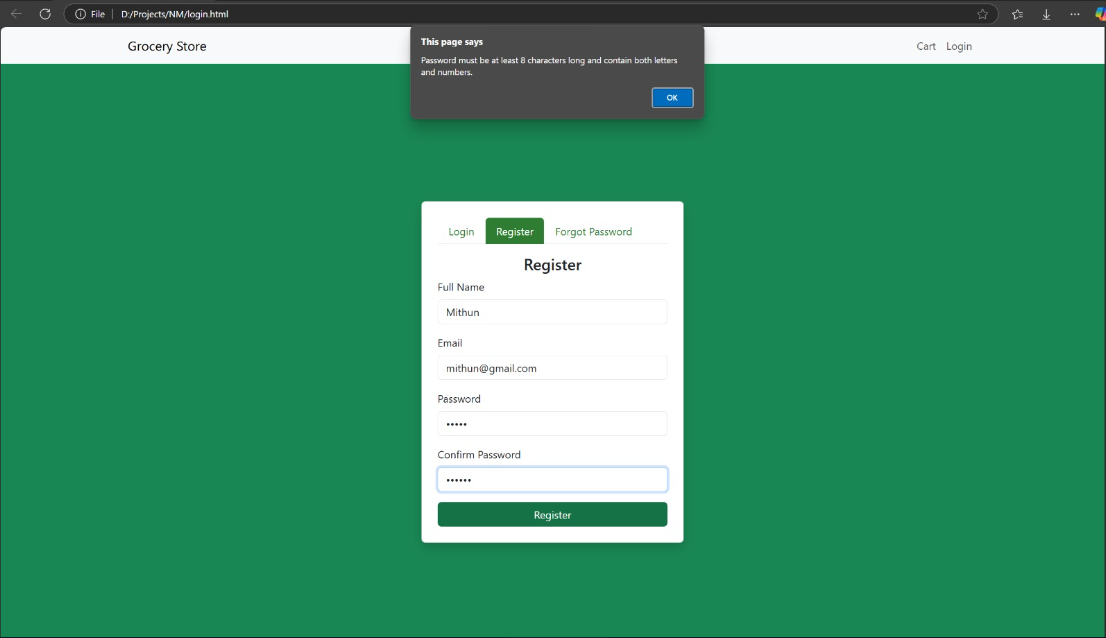 File D:/Projects/NM/login.html
Grocery Store
Cart Login
This page says
Password must be at least 8 characters long and contain both letters
and numbers.
OK
Login Register Forgot Password
Register
Full Name
Mithun
Email
mithun@gmail.com
Password
•••••
Confirm Password
••••••
Register